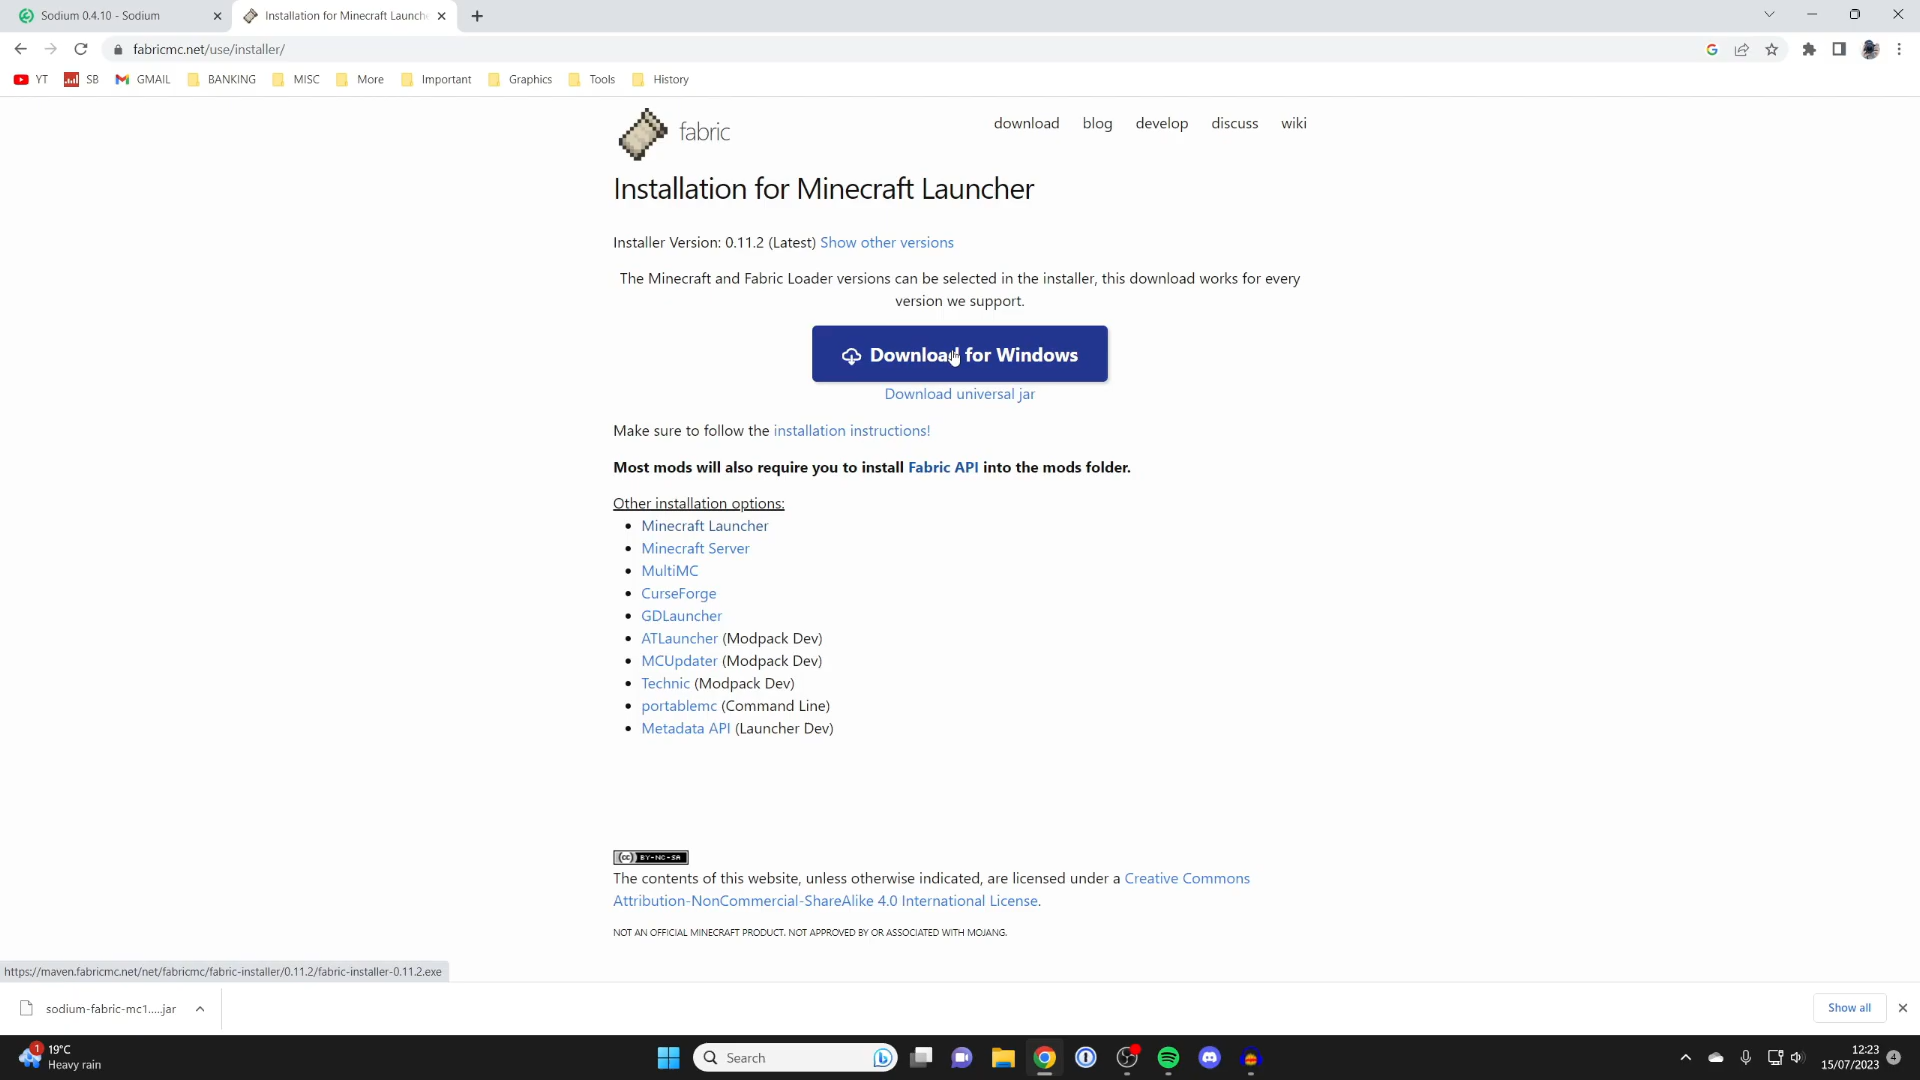 Sodium 0.4.10 - Sodium
Installation for Minecraft Launch
fabricmc.net/use/installer/
YT SB GMAIL BANKING MISC More Important Graphics Tools History
fabric
download blog develop discuss wiki
Installation for Minecraft Launcher
Installer Version: 0.11.2 (Latest) Show other versions
The Minecraft and Fabric Loader versions can be selected in the installer, this download works for every
version we support.
Download for Windows
Download universal jar
Make sure to follow the installation instructions!
Most mods will also require you to install Fabric API into the mods folder.
Other installation options:
• Minecraft Launcher
• Minecraft Server
• MultiMC
• CurseForge
• GDLauncher
• ATLauncher (Modpack Dev)
• MCUpdater (Modpack Dev)
• Technic (Modpack Dev)
• portablemc (Command Line)
• Metadata API (Launcher Dev)
(cc) BY-NC-SA
The contents of this website, unless otherwise indicated, are licensed under a Creative Commons
Attribution-NonCommercial-ShareAlike 4.0 International License.
NOT AN OFFICIAL MINECRAFT PRODUCT. NOT APPROVED BY OR ASSOCIATED WITH MOJANG.
https://maven.fabricmc.net/net/fabricmc/fabric-installer/0.11.2/fabric-installer-0.11.2.exe
sodium-fabric-mc1.....jar
Show all
1 19°C
Heavy rain
Search
12:23
15/07/2023
4